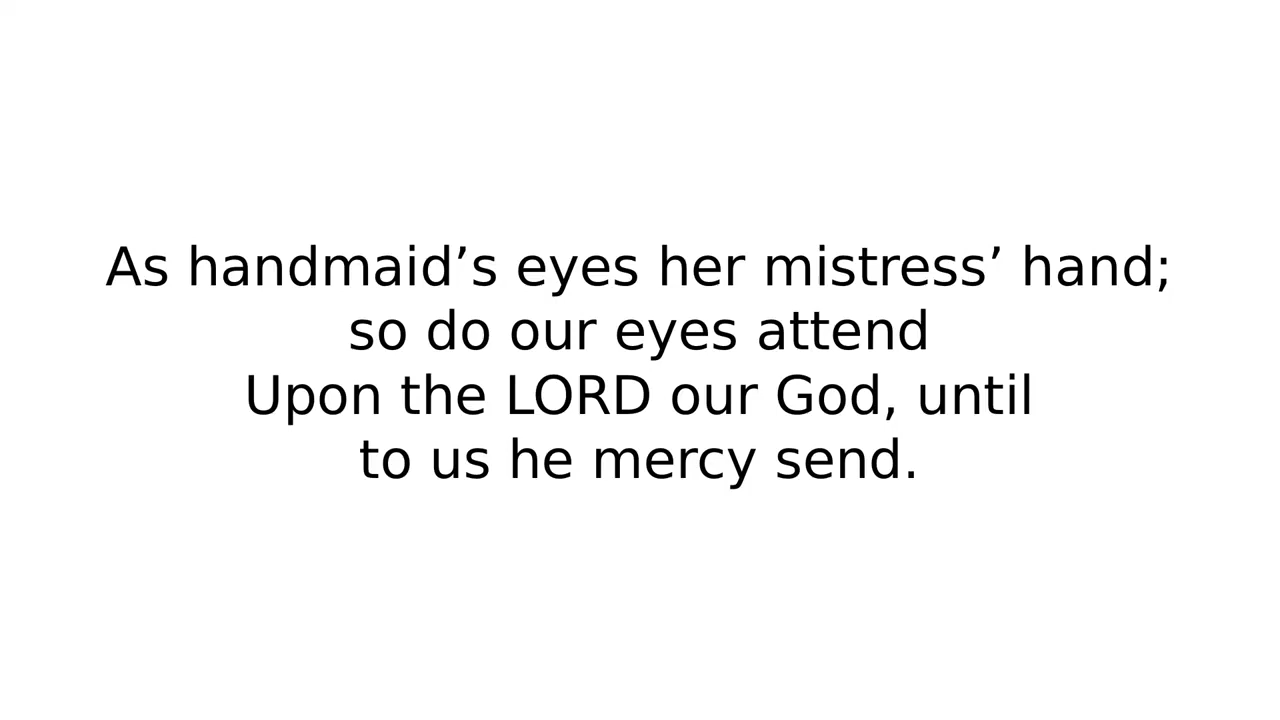 As handmaid’s eyes her mistress’ hand;
so do our eyes attend
Upon the LORD our God, until
to us he mercy send.